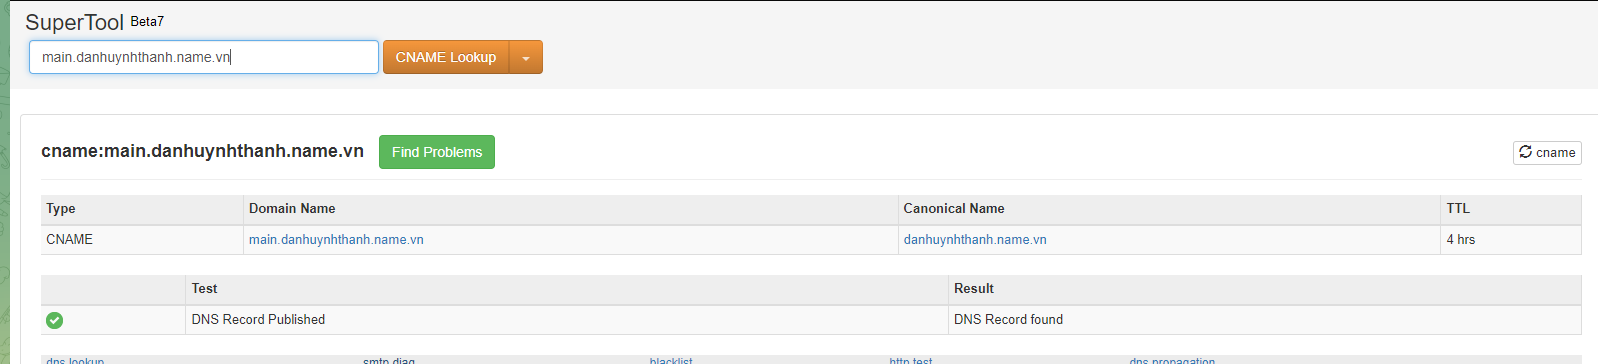 SuperTool Beta7
main.danhuynhthanh.name.vn CNAME Lookup
cname:main.danhuynhthanh.name.vn Find Problems cname
Type Domain Name Canonical Name TTL
CNAME main.danhuynhthanh.name.vn danhuynhthanh.name.vn 4 hrs
Test Result
DNS Record Published DNS Record found
dns lookup smtp diag blacklist http test dns propagation